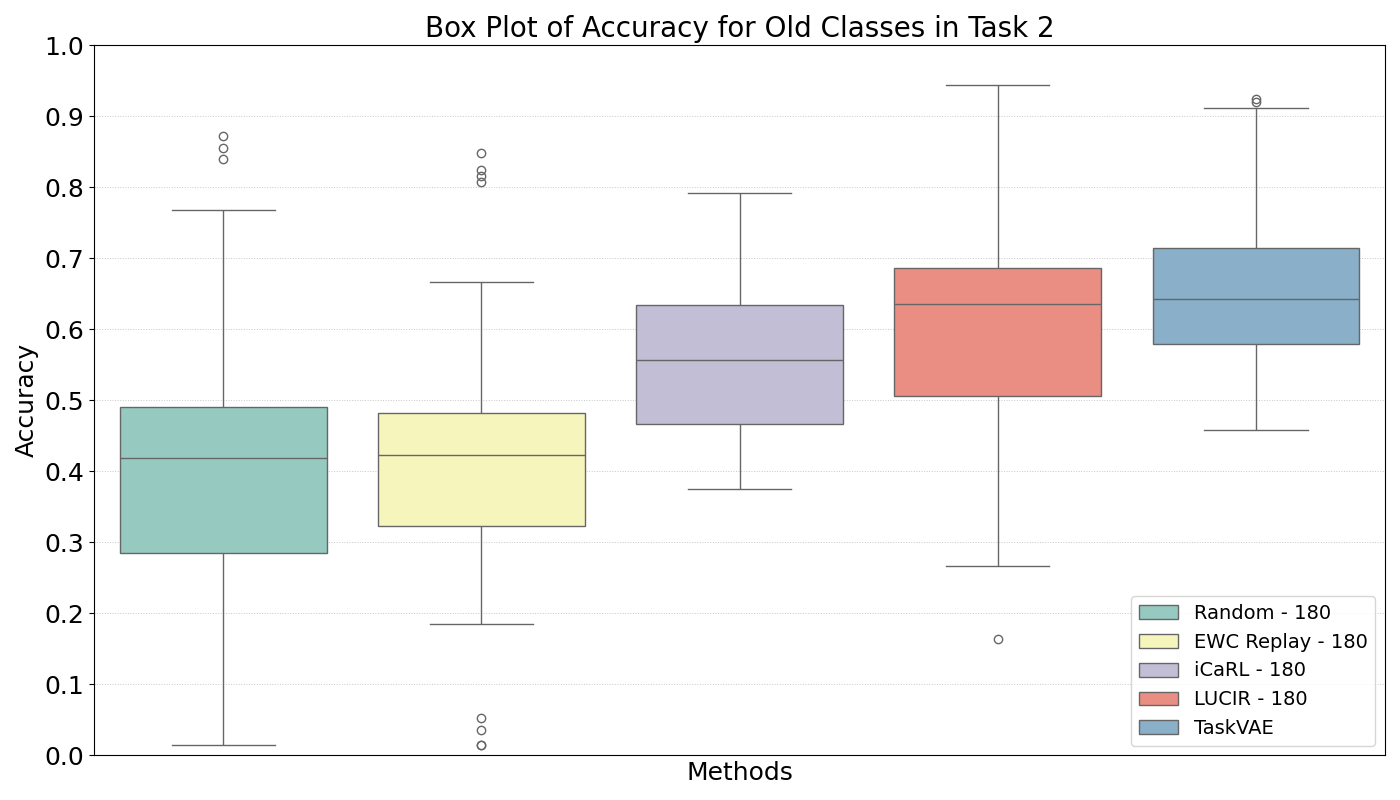 Box Plot of Accuracy for Old Classes in Task 2
1.0
0.9
0.8
0.7
0.6
0.5
0.4
0.3
0.2
0.1
0.0
Accuracy
Methods
Random - 180
EWC Replay - 180
iCaRL - 180
LUCIR - 180
TaskVAE